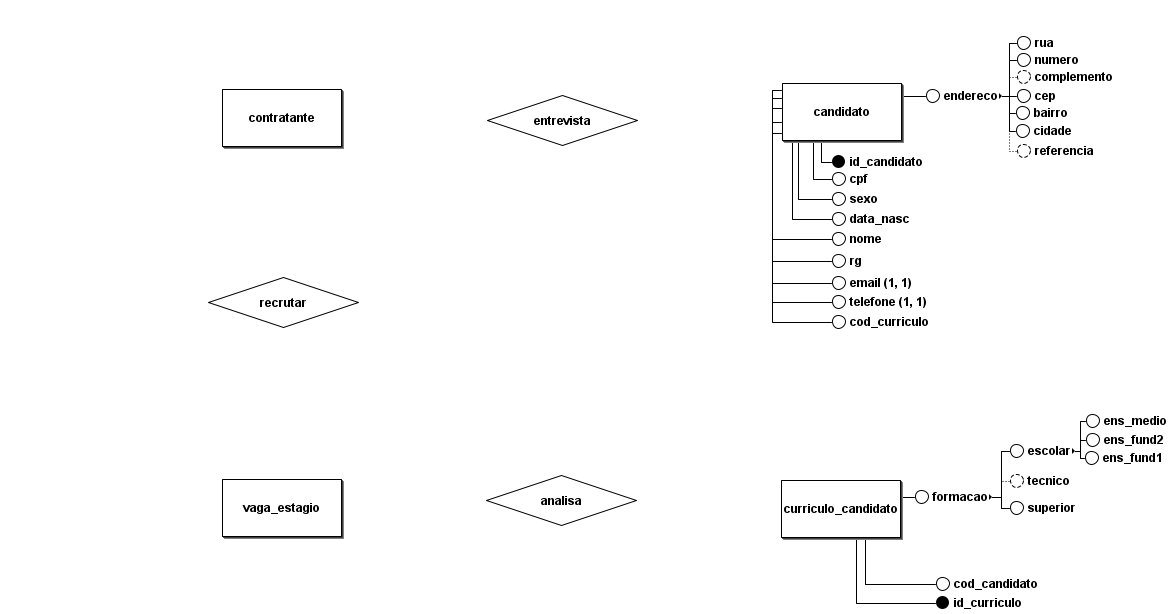 rua
numero
complemento
contratante
entrevista
candidato
endereco
cep
bairro
cidade
referencia
id_candidato
cpf
sexo
data_nasc
nome
rg
email (1, 1)
telefone (1, 1)
cod_curriculo
recrutar
vaga_estagio
analisa
curriculo_candidato
formacao
escolar
ens_medio
ens_fund2
ens_fund1
tecnico
superior
cod_candidato
id_curriculo